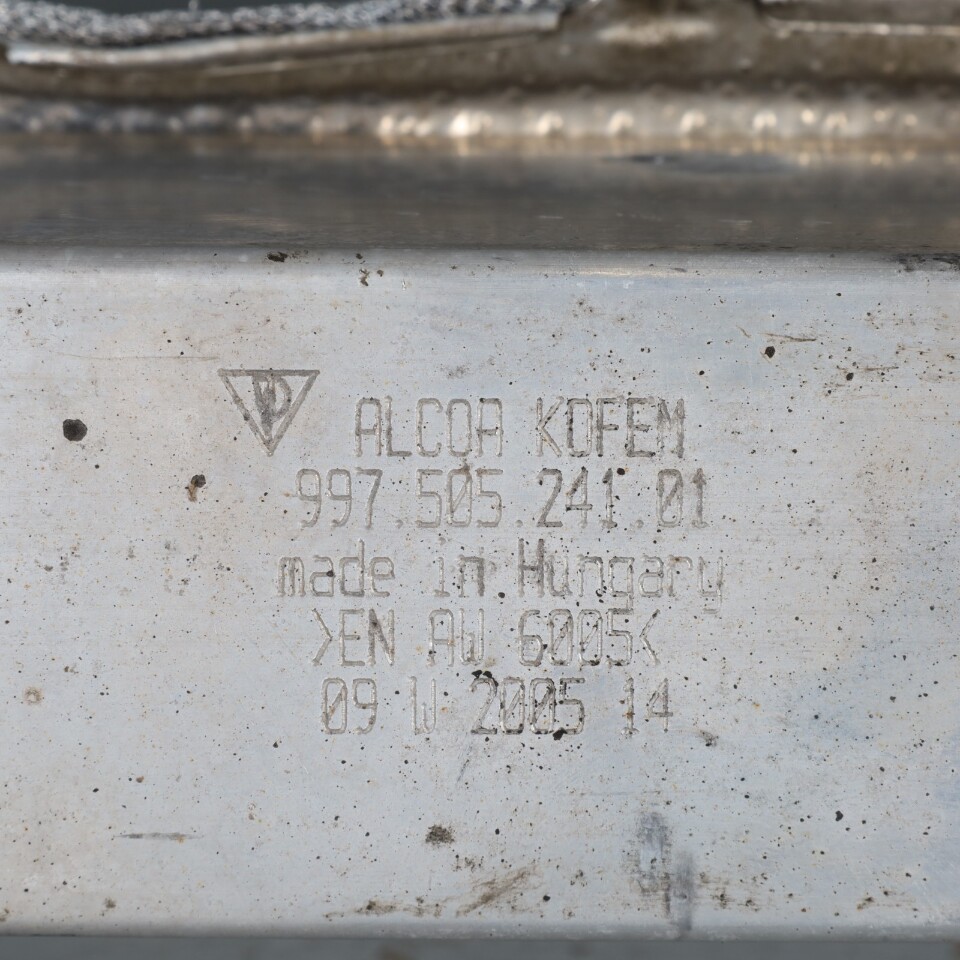 ALCOA KOFEM
997.505.241.01
made in Hungary
>EN AW 6005<
09 W 2005 14